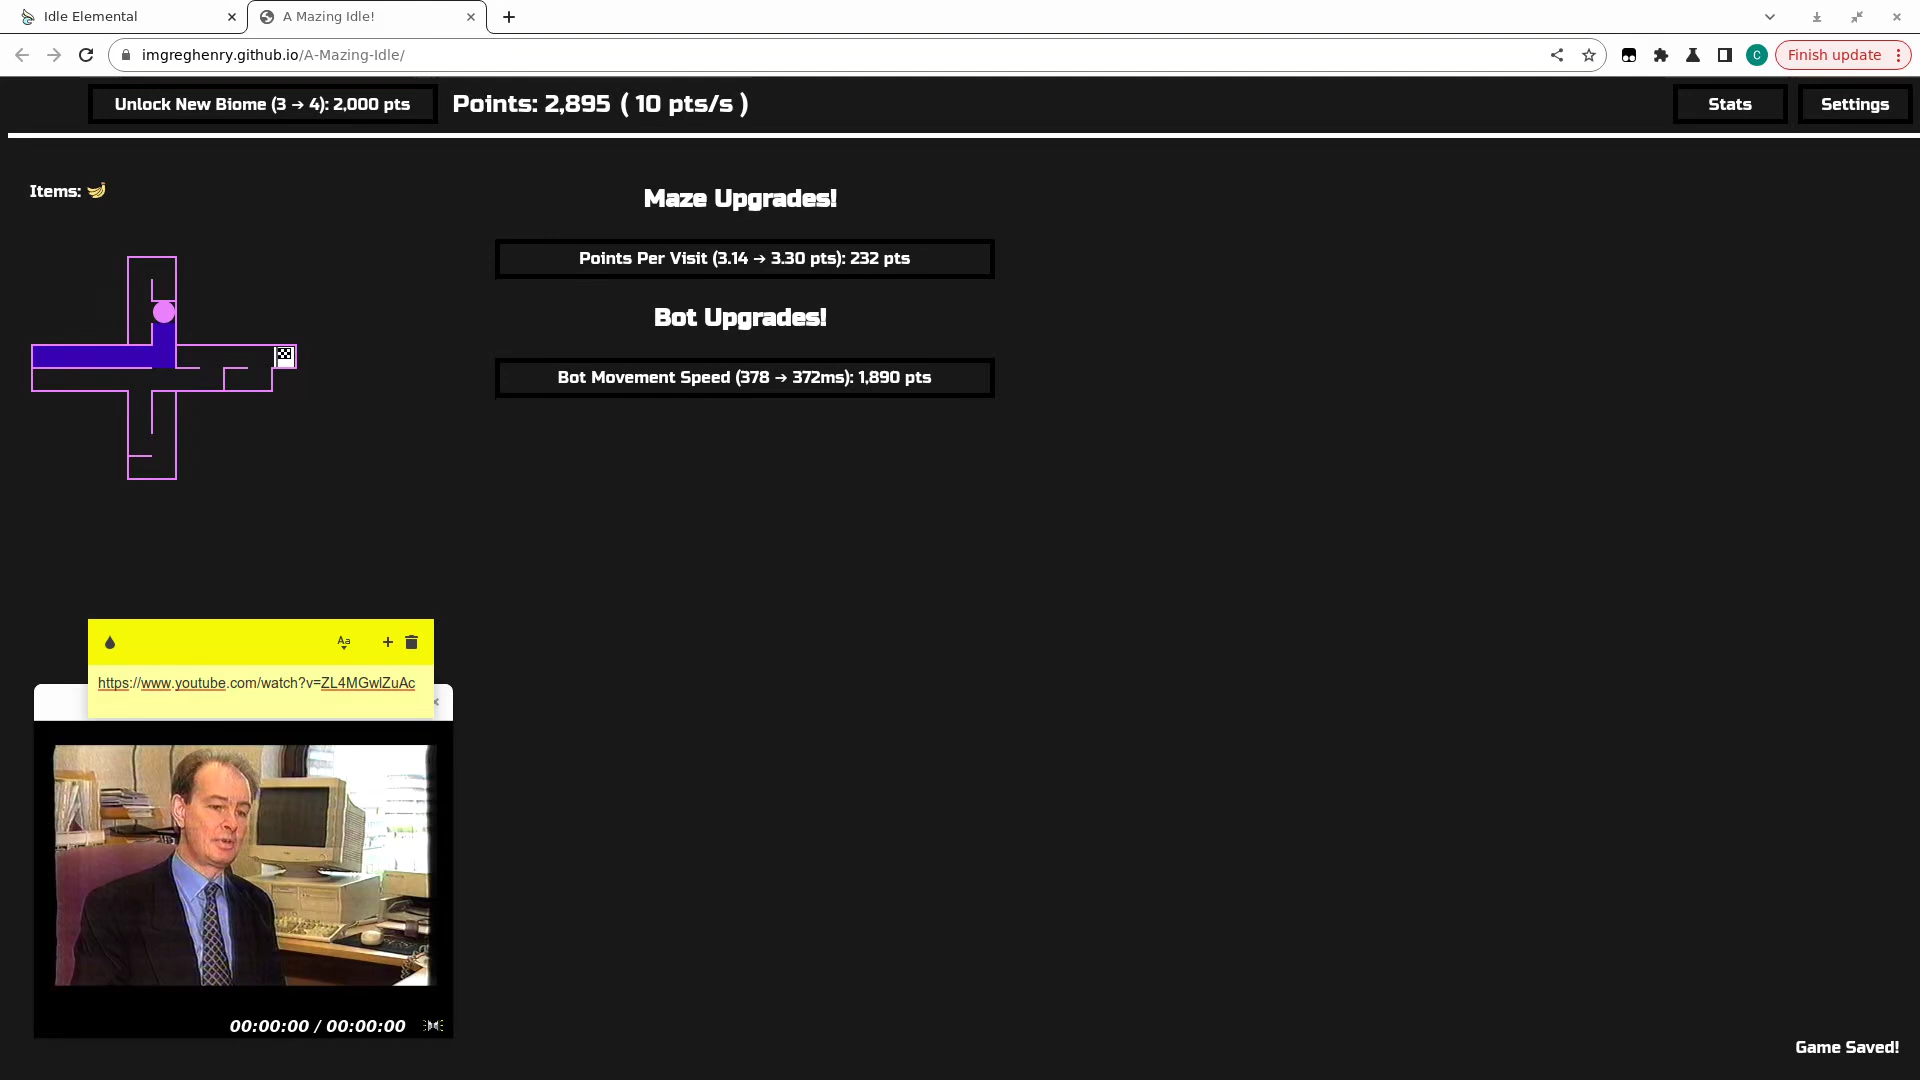 Idle Elemental
A Mazing Idle!
imgreghenry.github.io/A-Mazing-Idle/
C
Finish update
Unlock New Biome (3 → 4): 2,000 pts
Points: 2,895 ( 10 pts/s )
Stats
Settings
Items: 🍌
Maze Upgrades!
Points Per Visit (3.14 → 3.30 pts): 232 pts
Bot Upgrades!
Bot Movement Speed (378 → 372ms): 1,890 pts
Aa
https://www.youtube.com/watch?v=ZL4MGwlZuAc
00:00:00 / 00:00:00
Game Saved!